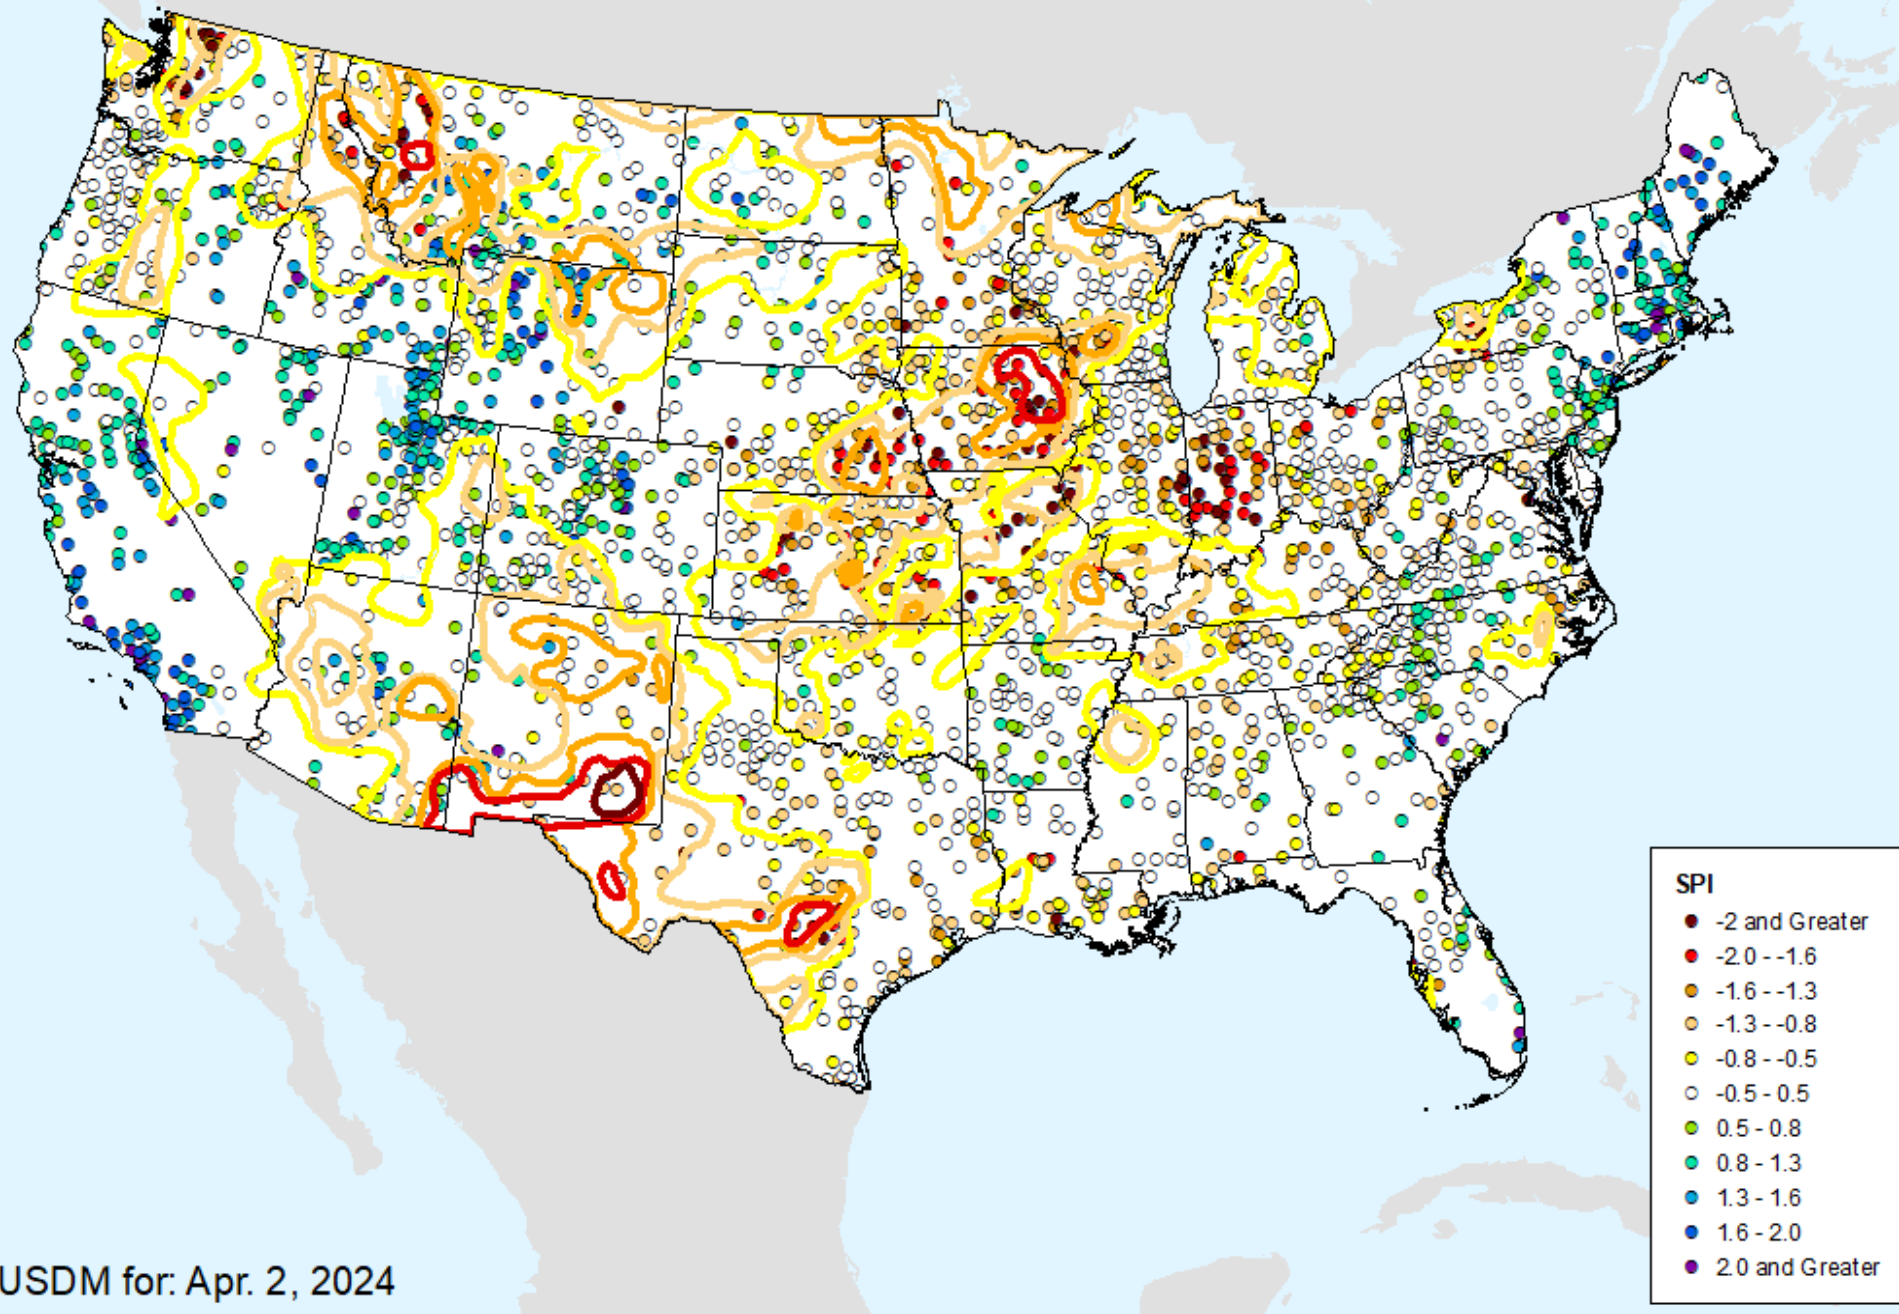 SPI
-2 and Greater
-2.0 - -1.6
-1.6 - -1.3
-1.3 - -0.8
-0.8 - -0.5
-0.5 - 0.5
0.5 - 0.8
0.8 - 1.3
1.3 - 1.6
1.6 - 2.0
2.0 and Greater
USDM for: Apr. 2, 2024